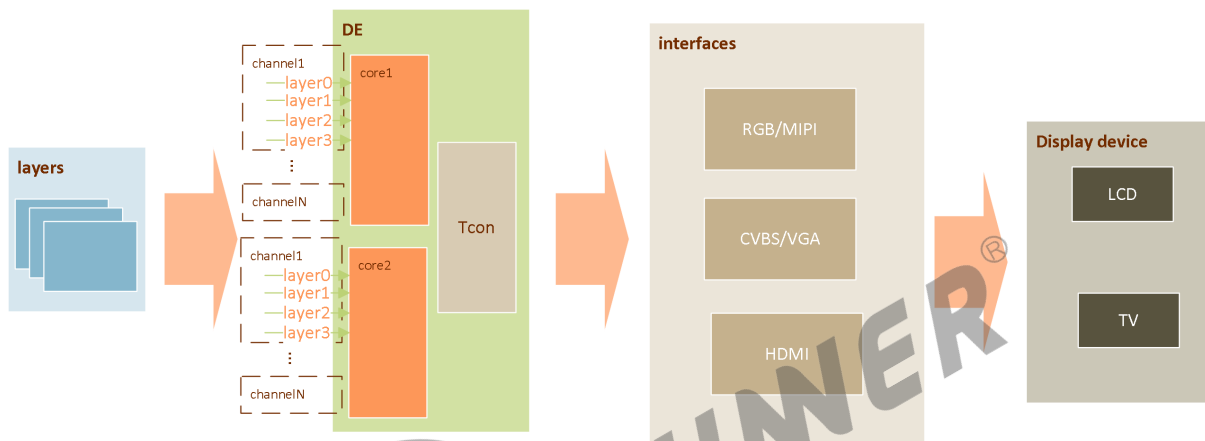 layers
channel1
layer0
layer1
layer2
layer3
...
channelN
channel1
layer0
layer1
layer2
layer3
...
channelN
DE
core1
core2
Tcon
interfaces
RGB/MIPI
CVBS/VGA
HDMI
Display device
LCD
TV
®